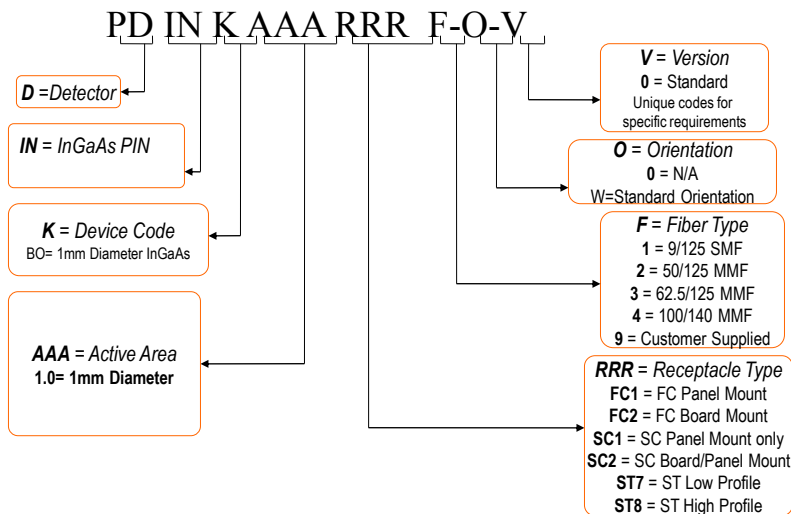 PD IN K AAA RRR F-O-V
D =Detector
IN = InGaAs PIN
K = Device Code
BO= 1mm Diameter InGaAs
AAA = Active Area
1.0= 1mm Diameter
V = Version
0 = Standard
Unique codes for
specific requirements
O = Orientation
0 = N/A
W=Standard Orientation
F = Fiber Type
1 = 9/125 SMF
2 = 50/125 MMF
3 = 62.5/125 MMF
4 = 100/140 MMF
9 = Customer Supplied
RRR = Receptacle Type
FC1 = FC Panel Mount
FC2 = FC Board Mount
SC1 = SC Panel Mount only
SC2 = SC Board/Panel Mount
ST7 = ST Low Profile
ST8 = ST High Profile